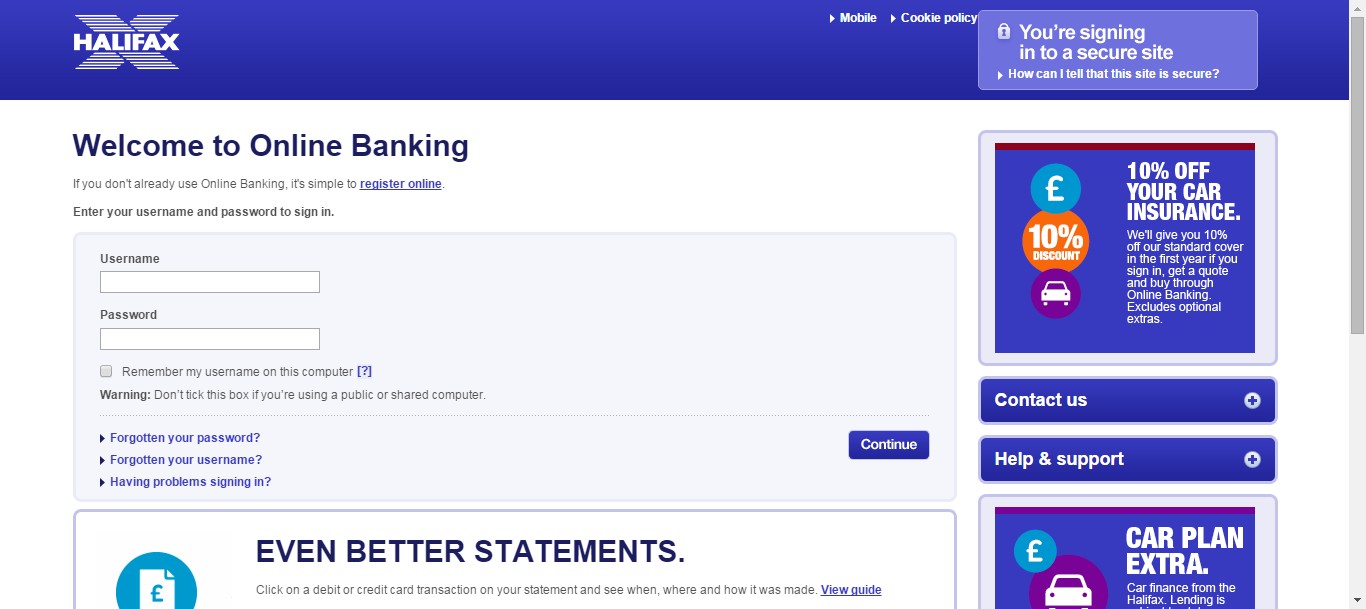 HALIFAX
Mobile
Cookie policy
You're signing
in to a secure site
How can I tell that this site is secure?
Welcome to Online Banking
If you don't already use Online Banking, it's simple to register online.
Enter your username and password to sign in.
Username
Password
Remember my username on this computer [?]
Warning: Don't tick this box if you're using a public or shared computer.
Forgotten your password?
Forgotten your username?
Having problems signing in?
Continue
EVEN BETTER STATEMENTS.
Click on a debit or credit card transaction on your statement and see when, where and how it was made. View guide
£
£
10%
DISCOUNT
10% OFF
YOUR CAR
INSURANCE.
We'll give you 10%
off our standard cover
in the first year if you
sign in, get a quote
and buy through
Online Banking.
Excludes optional
extras.
Contact us
Help & support
£
CAR PLAN
EXTRA.
Car finance from the
Halifax. Lending is